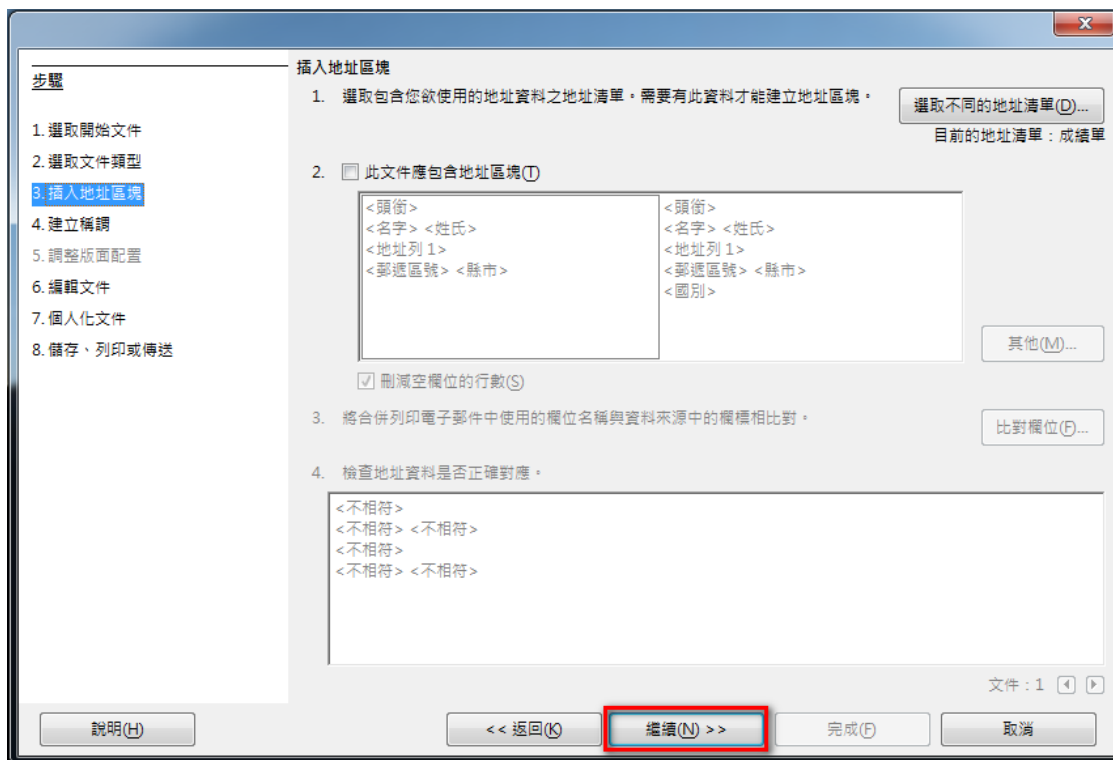 步驟
1. 選取開始文件
2. 選取文件類型
3. 插入地址區塊
4. 建立稱謂
5. 調整版面配置
6. 編輯文件
7. 個人化文件
8. 儲存、列印或傳送
插入地址區塊
1. 選取包含您欲使用的地址資料之地址清單。需要有此資料才能建立地址區塊。
選取不同的地址清單(D)...
目前的地址清單：成績單
2. 此文件應包含地址區塊(T)
<頭銜>
<名字> <姓氏>
<地址列 1>
<郵遞區號> <縣市>
<頭銜>
<名字> <姓氏>
<地址列 1>
<郵遞區號> <縣市>
<國別>
其他(M)...
刪減空欄位的行數(S)
3. 將合併列印電子郵件中使用的欄位名稱與資料來源中的欄標相比對。
比對欄位(F)...
4. 檢查地址資料是否正確對應。
<不相符>
<不相符> <不相符>
<不相符>
<不相符> <不相符>
文件：1
說明(H)
<< 返回(K)
繼續(N) >>
完成(F)
取消